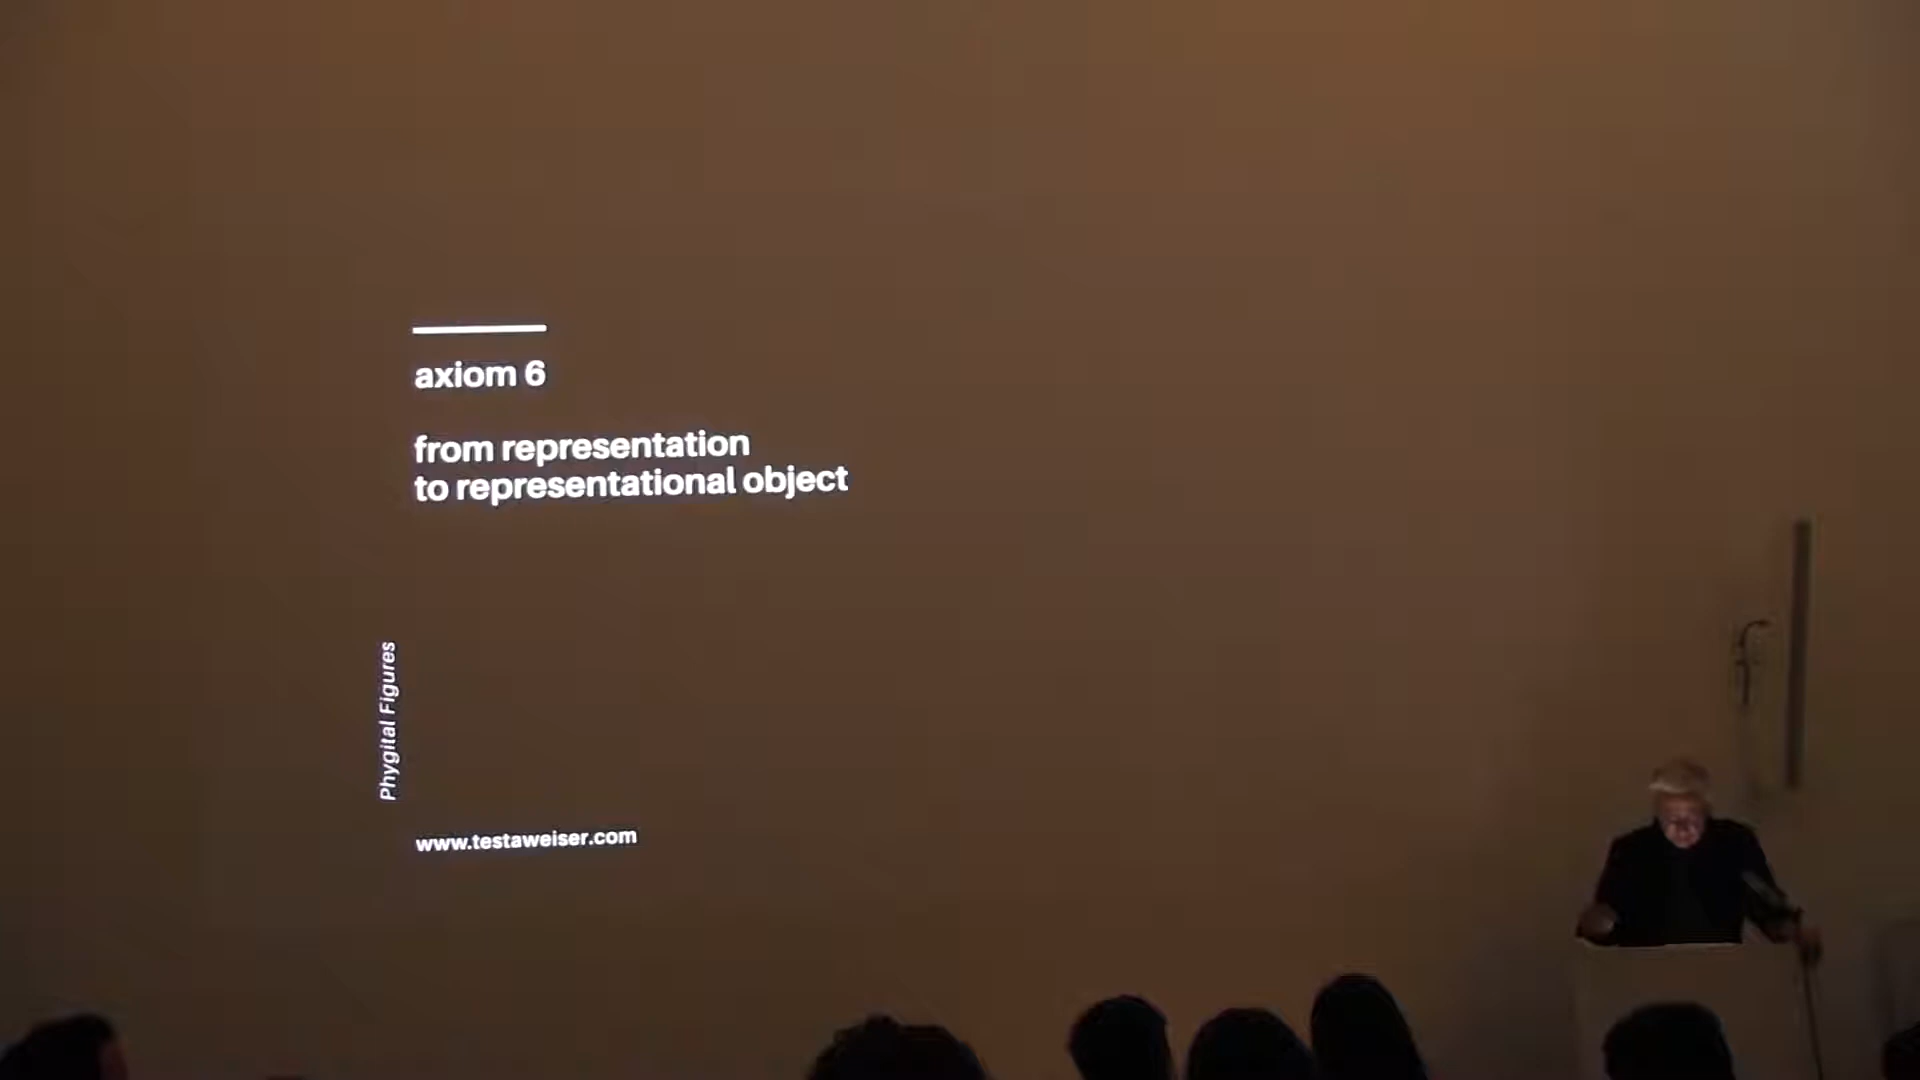 axiom 6
from representation
to representational object
Phygital Figures
www.testaweiser.com